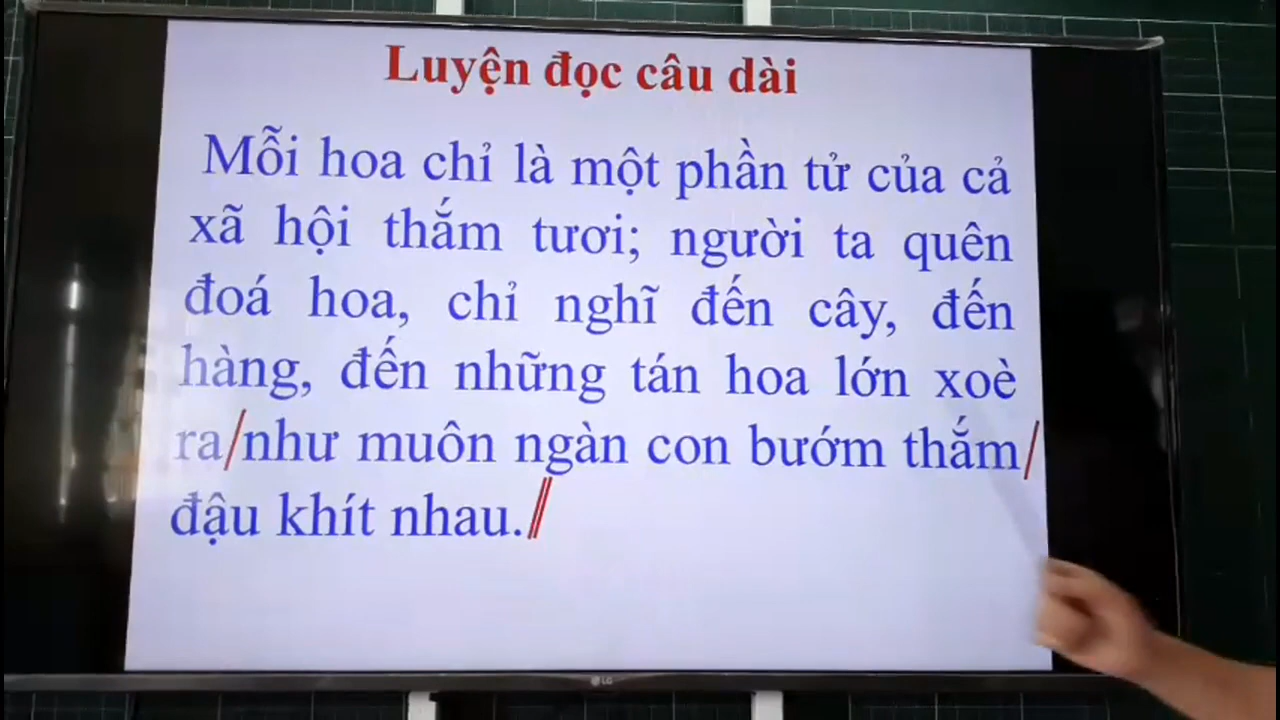 Luyện đọc câu dài
Mỗi hoa chỉ là một phần tử của cả
xã hội thắm tươi; người ta quên
đoá hoa, chỉ nghĩ đến cây, đến
hàng, đến những tán hoa lớn xoè
ra/như muôn ngàn con bướm thắm/
đậu khít nhau.//
LG